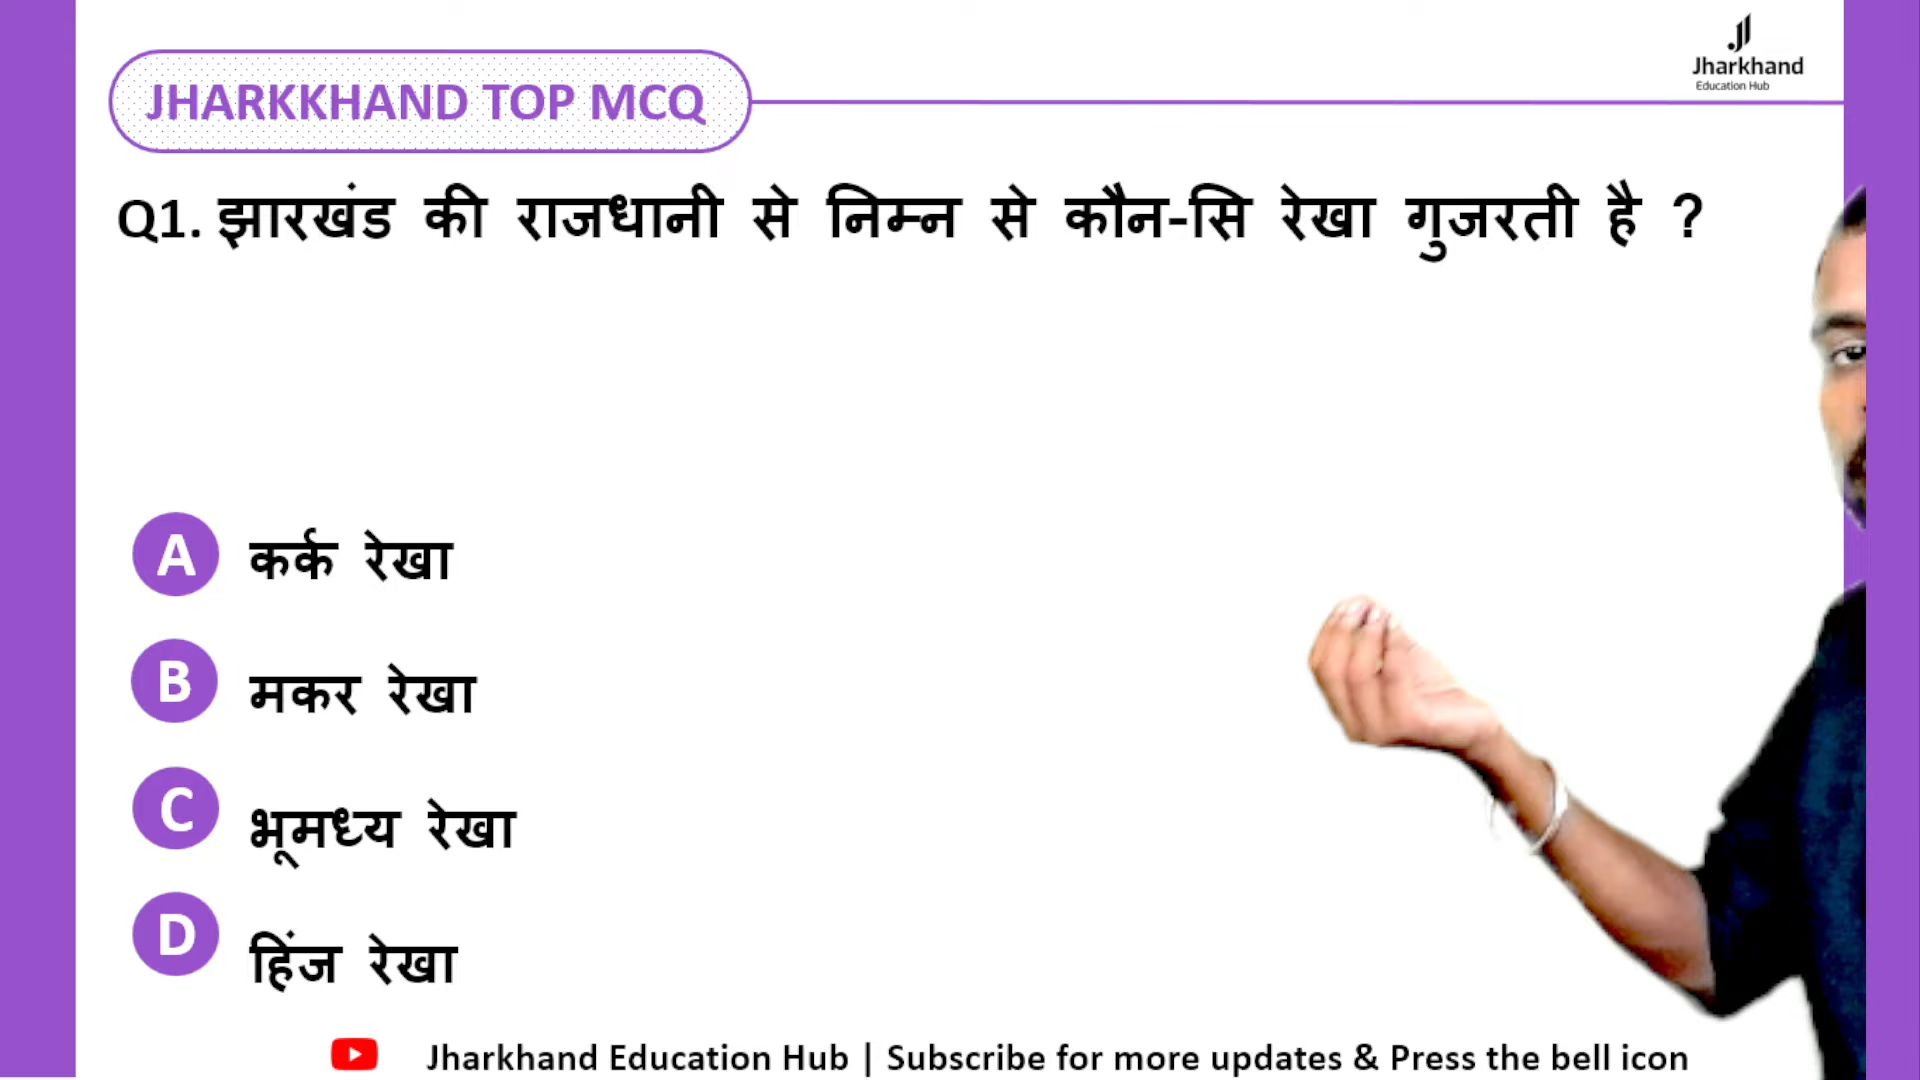 Jharkhand
Education Hub
JHARKKHAND TOP MCQ
Q1. झारखंड की राजधानी से निम्न से कौन-सि रेखा गुजरती है ?
A कर्क रेखा
B मकर रेखा
C भूमध्य रेखा
D हिंज रेखा
Jharkhand Education Hub | Subscribe for more updates & Press the bell icon